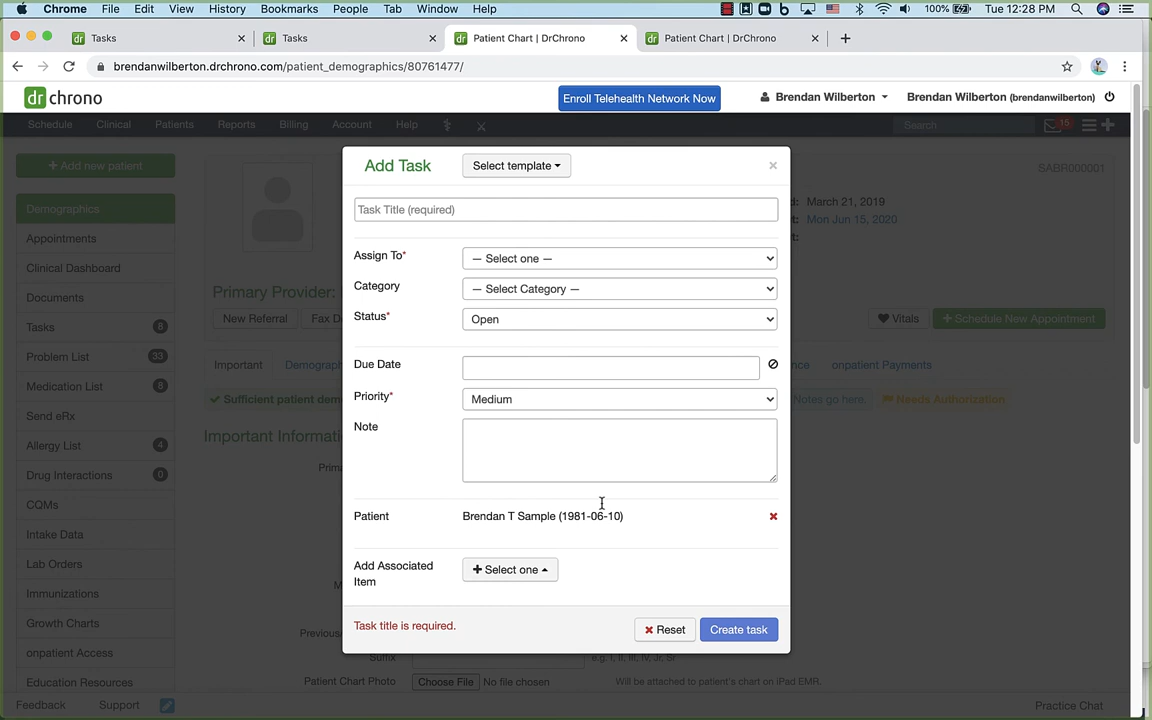 Chrome File Edit View History Bookmarks People Tab Window Help 100% Tue 12:28 PM
Tasks Tasks Patient Chart | DrChrono Patient Chart | DrChrono
brendanwilberton.drchrono.com/patient_demographics/80761477/
dr chrono Enroll Telehealth Network Now Brendan Wilberton Brendan Wilberton (brendanwilberton)
Schedule Clinical Patients Reports Billing Account Help Search 15
+ Add new patient
Demographics
Appointments
Clinical Dashboard
Documents
Tasks 8
Problem List 33
Medication List 8
Send eRx
Allergy List 4
Drug Interactions 0
CQMs
Intake Data
Lab Orders
Immunizations
Growth Charts
onpatient Access
Education Resources
Feedback Support
SABR000001
d: March 21, 2019
: Mon Jun 15, 2020
Primary Provider:
New Referral Fax D
Vitals + Schedule New Appointment
Important Demograph
nce onpatient Payments
Sufficient patient dem
Notes go here. Needs Authorization
Important Informati
Prima
M
Previous
Suffix e.g. I, II, III, IV, Jr, Sr
Patient Chart Photo Choose File No file chosen Will be attached to patient's chart on iPad EMR.
Practice Chat
Add Task Select template ×
Task Title (required)
Assign To* — Select one —
Category — Select Category —
Status* Open
Due Date
Priority* Medium
Note
Patient Brendan T Sample (1981-06-10)
Add Associated
Item
+ Select one
Task title is required. Reset Create task